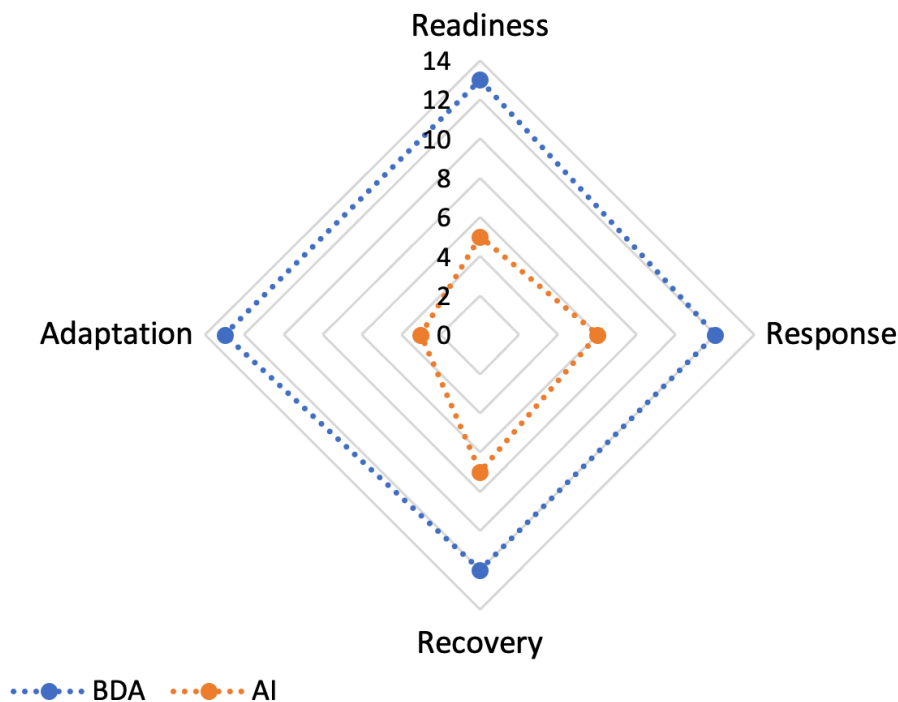 Readiness
14
12
10
8
6
4
2
0
Adaptation
Response
Recovery
BDA
AI